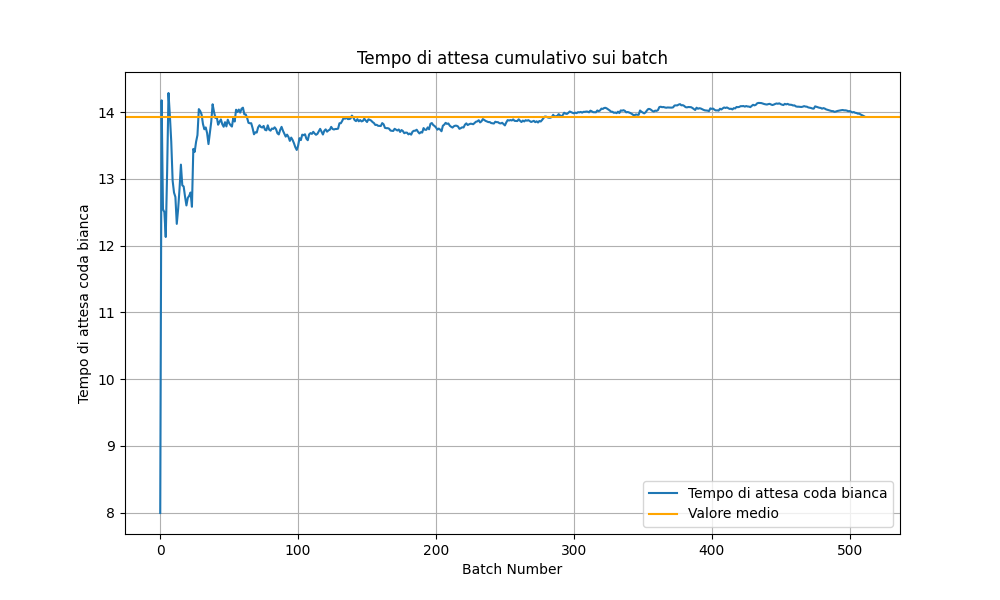 Tempo di attesa cumulativo sui batch
Tempo di attesa coda bianca
14
13
12
11
10
9
8
0
100
200
300
400
500
Batch Number
Tempo di attesa coda bianca
Valore medio